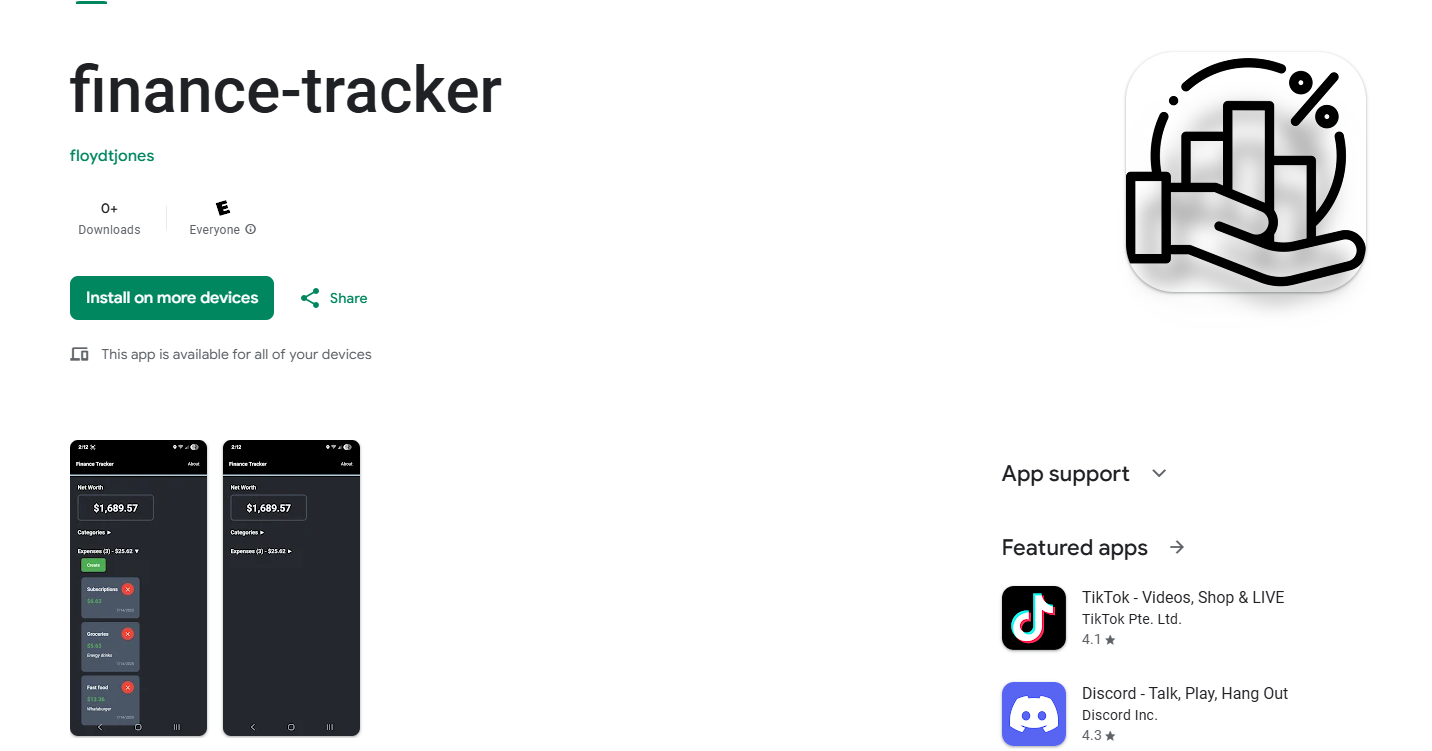 finance-tracker
floydtjones
0+
Downloads
E
Everyone
Install on more devices
Share
This app is available for all of your devices
2:12
Finance Tracker
About
Net Worth
$1,689.57
Categories ►
Expenses (3) - $25.62 ▼
Create
Subscriptions
$6.63
Groceries
$5.63
Energy drinks
Fast food
$13.36
Whataburger
2:12
Finance Tracker
About
Net Worth
$1,689.57
Categories ►
Expenses (3) - $25.62 ►
%
App support
Featured apps
TikTok - Videos, Shop & LIVE
TikTok Pte. Ltd.
4.1 ★
Discord - Talk, Play, Hang Out
Discord Inc.
4.3 ★